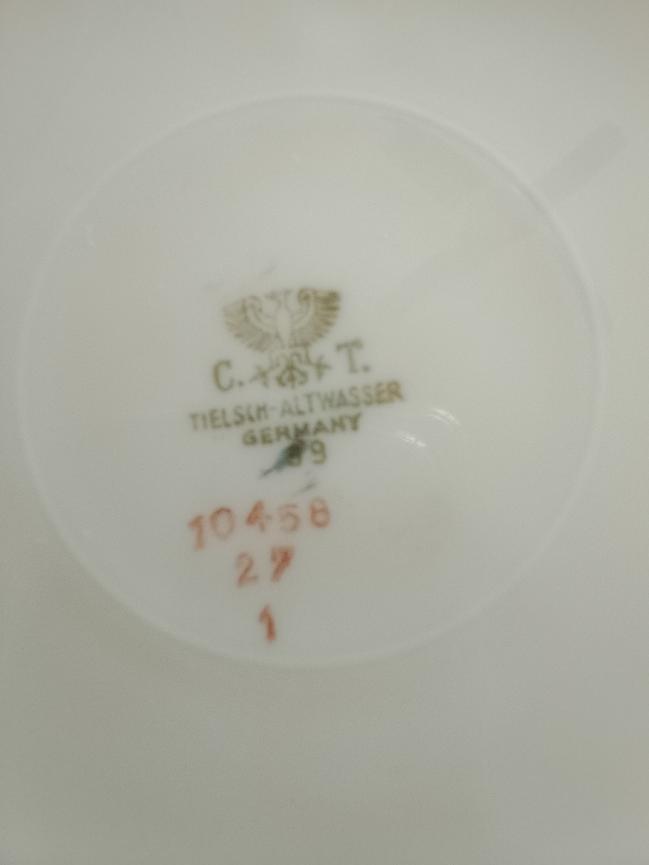 C. T.
TIELSCH-ALTWASSER
GERMANY
10458
27
1